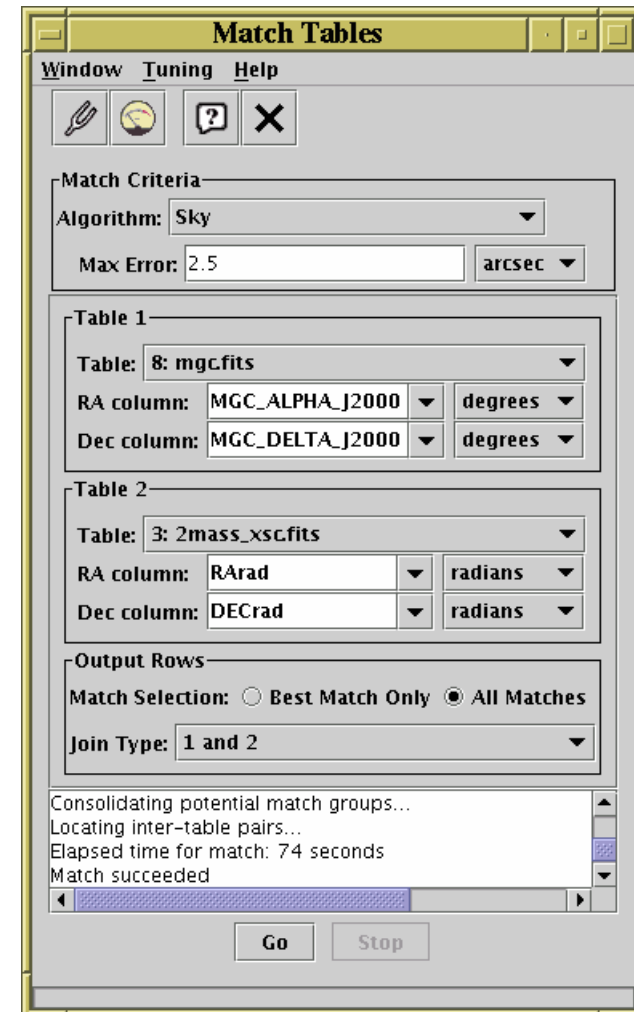 Match Tables
Window Tuning Help
Match Criteria
Algorithm: Sky
Max Error: 2.5 arcsec
Table 1
Table: 8: mgc.fits
RA column: MGC_ALPHA_J2000 degrees
Dec column: MGC_DELTA_J2000 degrees
Table 2
Table: 3: 2mass_xsc.fits
RA column: RArad radians
Dec column: DECrad radians
Output Rows
Match Selection: Best Match Only All Matches
Join Type: 1 and 2
Consolidating potential match groups...
Locating inter-table pairs...
Elapsed time for match: 74 seconds
Match succeeded
Go Stop